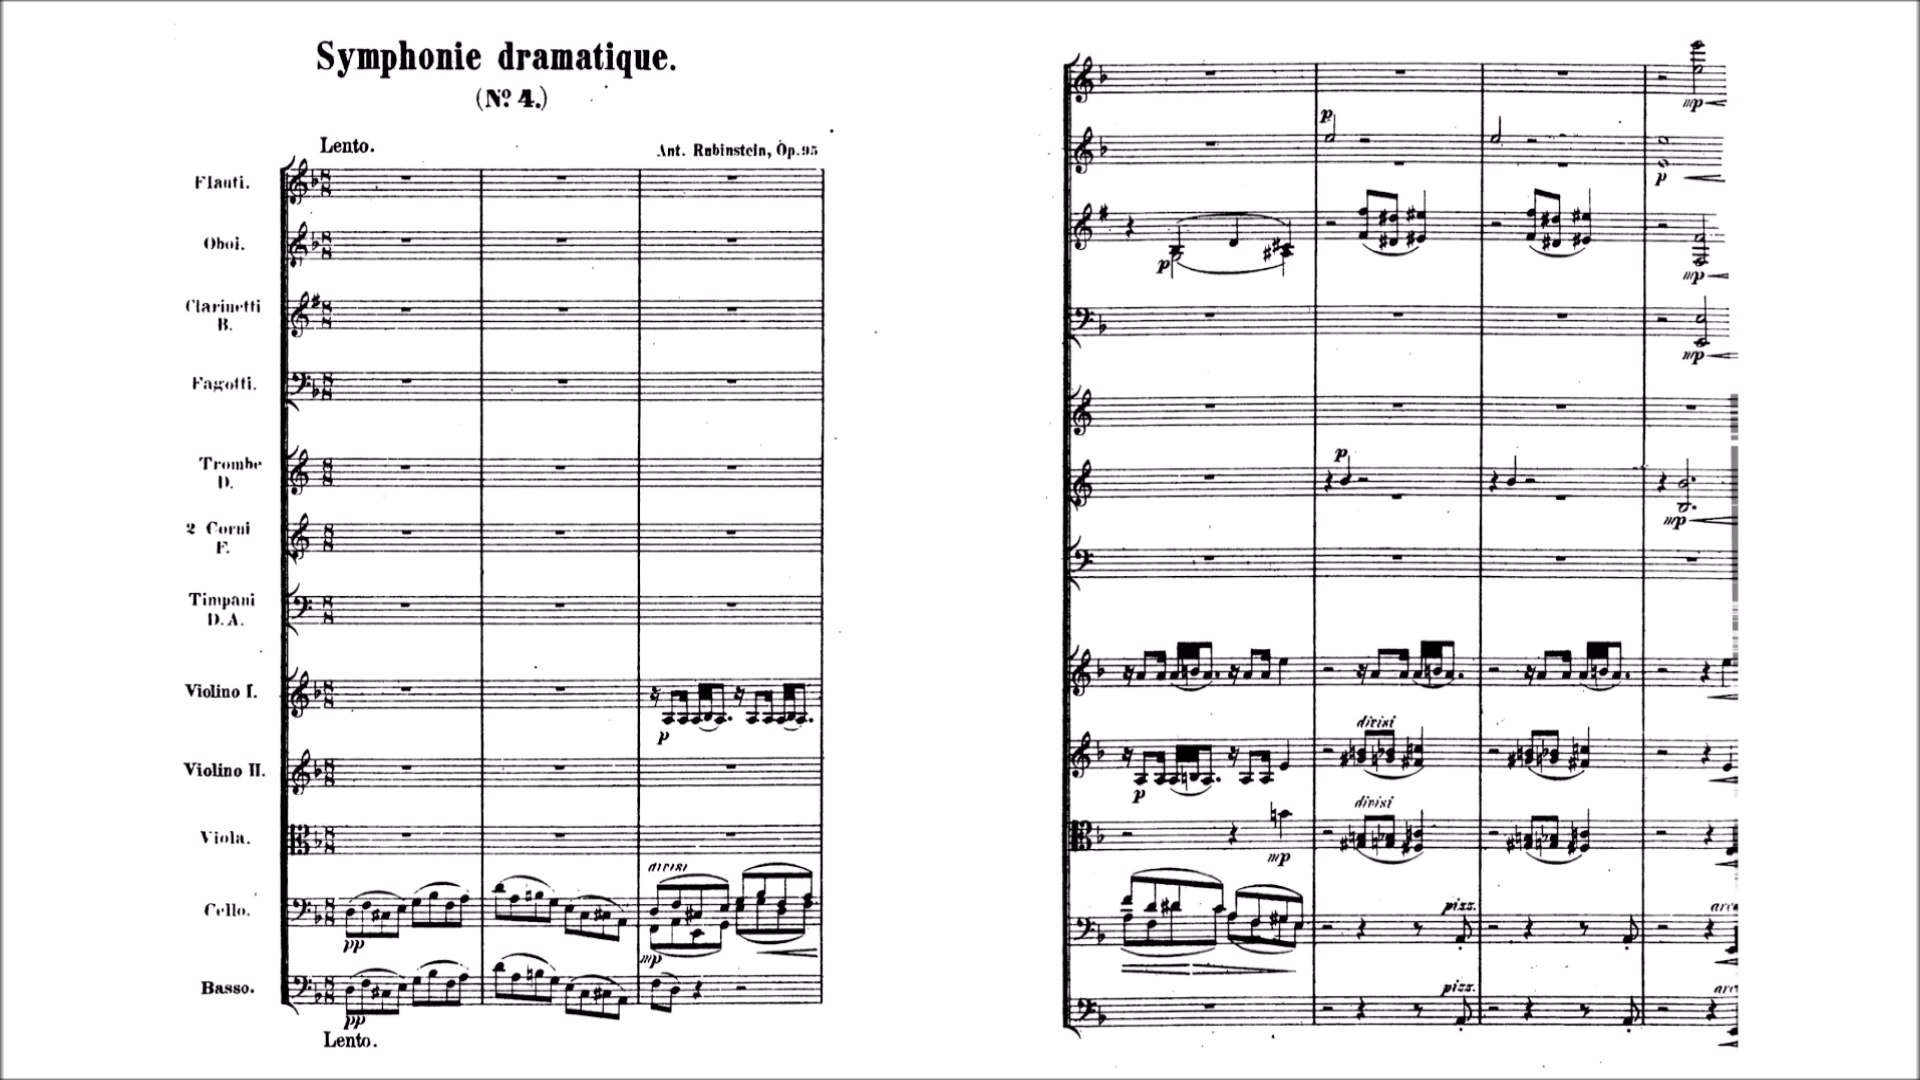 Symphonie dramatique.
(No. 4.)
Lento.
Ant. Rubinstein, Op. 95
Flauti.
Oboi.
Clarinetti
B.
Fagotti.
Trombe
D.
2 Corni
F.
Timpani
D. A.
Violino I.
p
Violino II.
Viola.
divisi
Cello.
pp
mp
Basso.
pp
Lento.
mp
p
p
p
mp
mp
p
mp
divisi
p
divisi
mp
pizz.
pizz.